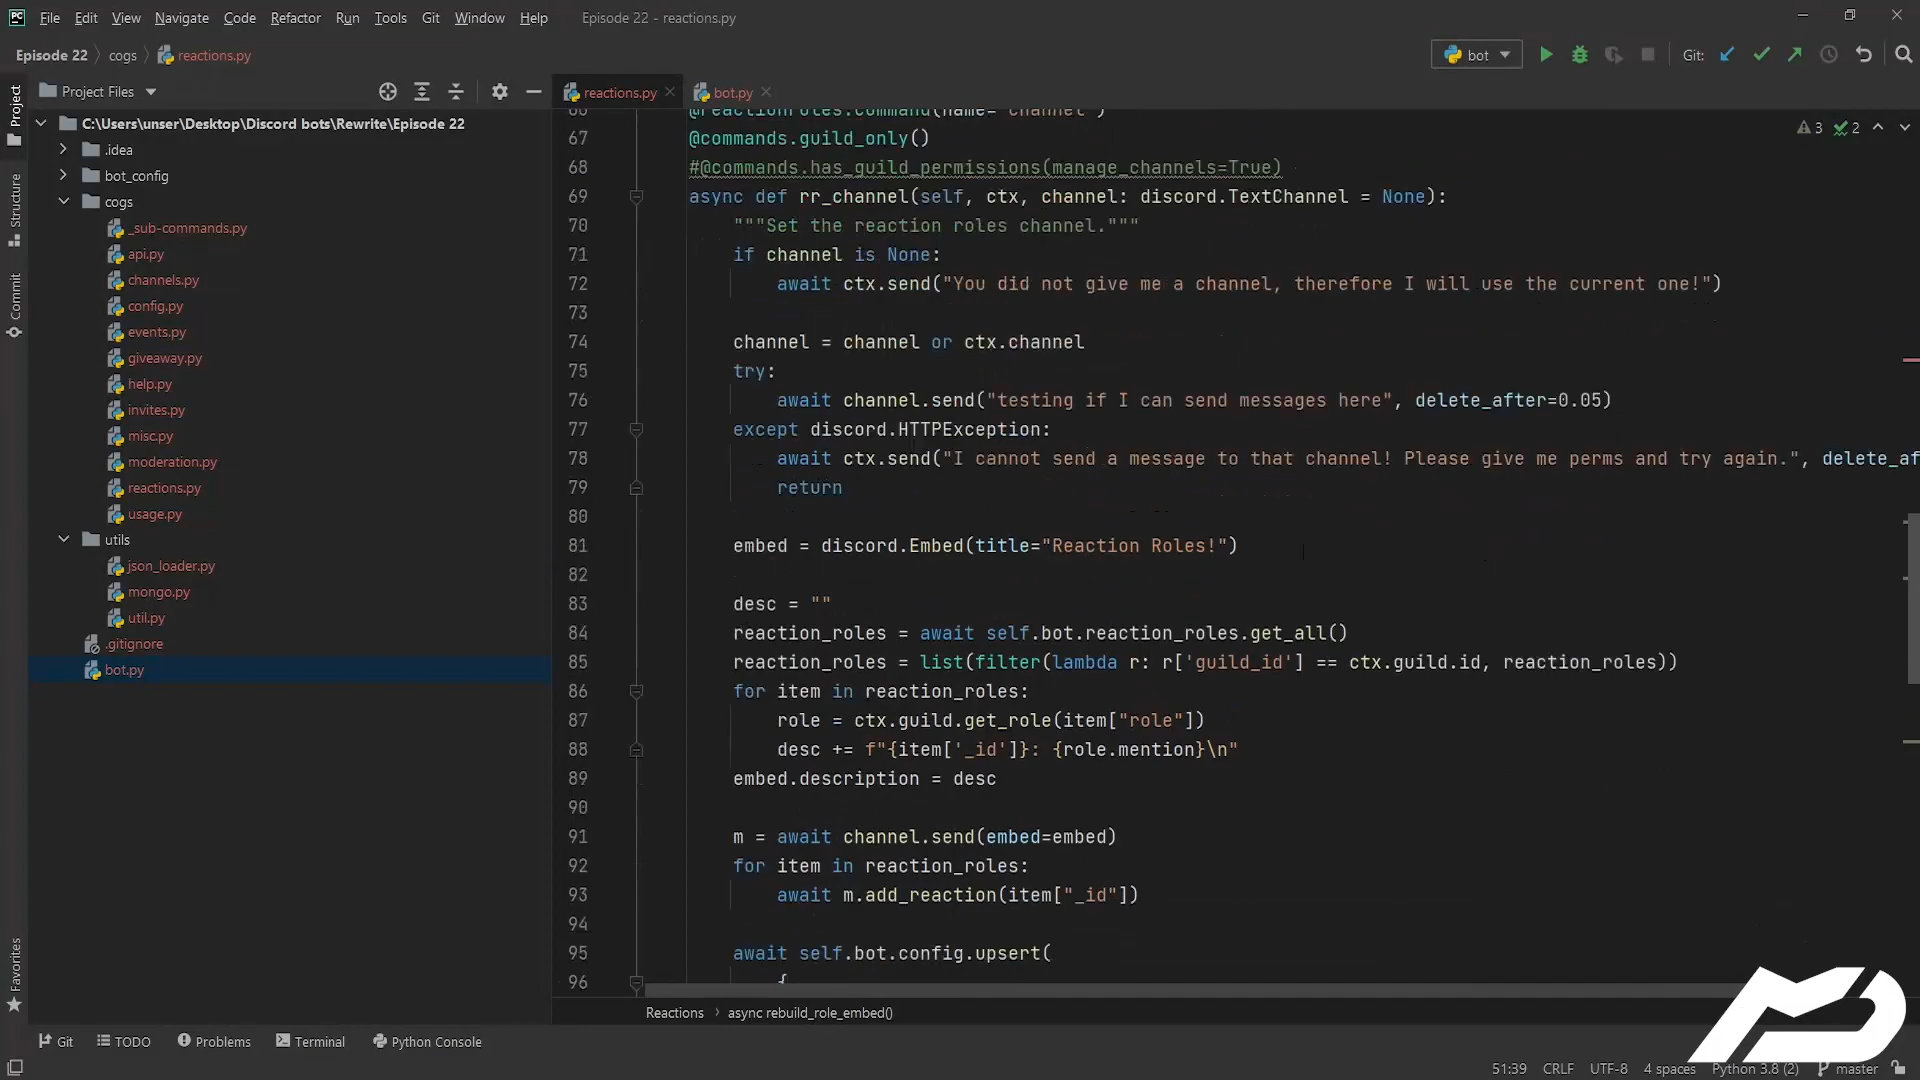 PC File Edit View Navigate Code Refactor Run Tools Git Window Help Episode 22 - reactions.py
Episode 22 cogs reactions.py bot Git:
Project Files reactions.py bot.py
Project
Structure
Commit
Favorites
C:\Users\unser\Desktop\Discord bots\Rewrite\Episode 22
.idea
bot_config
cogs
_sub-commands.py
api.py
channels.py
config.py
events.py
giveaway.py
help.py
invites.py
misc.py
moderation.py
reactions.py
usage.py
utils
json_loader.py
mongo.py
util.py
.gitignore
bot.py
3 2
67 @commands.guild_only()
68 #@commands.has_guild_permissions(manage_channels=True)
69 async def rr_channel(self, ctx, channel: discord.TextChannel = None):
70 """Set the reaction roles channel."""
71 if channel is None:
72 await ctx.send("You did not give me a channel, therefore I will use the current one!")
73
74 channel = channel or ctx.channel
75 try:
76 await channel.send("testing if I can send messages here", delete_after=0.05)
77 except discord.HTTPException:
78 await ctx.send("I cannot send a message to that channel! Please give me perms and try again.", delete_af
79 return
80
81 embed = discord.Embed(title="Reaction Roles!")
82
83 desc = ""
84 reaction_roles = await self.bot.reaction_roles.get_all()
85 reaction_roles = list(filter(lambda r: r['guild_id'] == ctx.guild.id, reaction_roles))
86 for item in reaction_roles:
87 role = ctx.guild.get_role(item["role"])
88 desc += f"{item['_id']}: {role.mention}\n"
89 embed.description = desc
90
91 m = await channel.send(embed=embed)
92 for item in reaction_roles:
93 await m.add_reaction(item["_id"])
94
95 await self.bot.config.upsert(
96 {
Reactions async rebuild_role_embed()
Git TODO Problems Terminal Python Console
51:39 CRLF UTF-8 4 spaces Python 3.8 (2) master